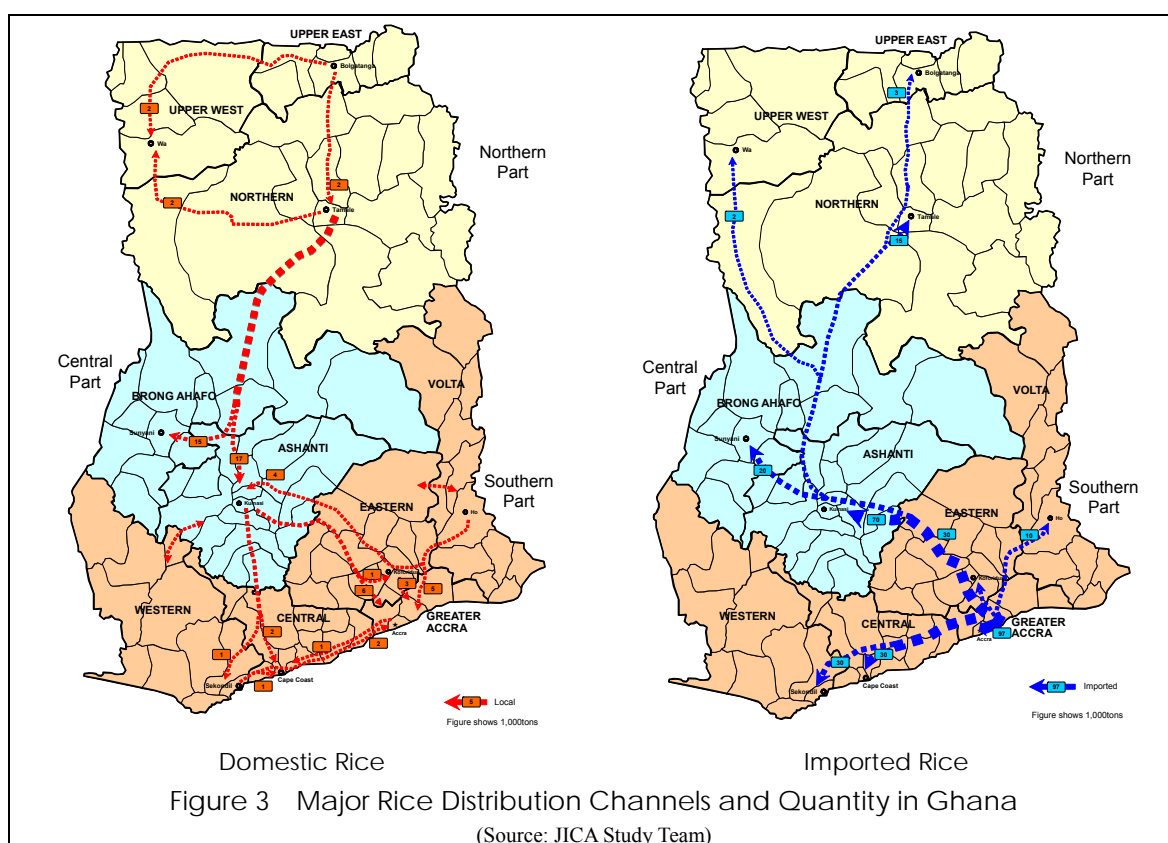 UPPER EAST
Bolgatanga
2
UPPER WEST
Wa
Northern
Part
2
NORTHERN
2
Tamale
Central
Part
VOLTA
BRONG AHAFO
Sunyani
15
17
ASHANTI
4
Kumasi
Southern
Part
EASTERN
Ho
1
6
3
5
WESTERN
CENTRAL
GREATER
ACCRA
Accra
2
1
1
2
Cape Coast
Sekondi
1
5
Local
Figure shows 1,000tons
Domestic Rice
UPPER EAST
Bolgatanga
3
UPPER WEST
Wa
Northern
Part
2
NORTHERN
Tamale
15
Central
Part
VOLTA
BRONG AHAFO
Sunyani
20
ASHANTI
Kumasi
70
Southern
Part
EASTERN
30
10
Ho
WESTERN
CENTRAL
GREATER
ACCRA
Accra
97
30
30
Cape Coast
Sekondi
97
Imported
Figure shows 1,000tons
Imported Rice
Figure 3 Major Rice Distribution Channels and Quantity in Ghana
(Source: JICA Study Team)